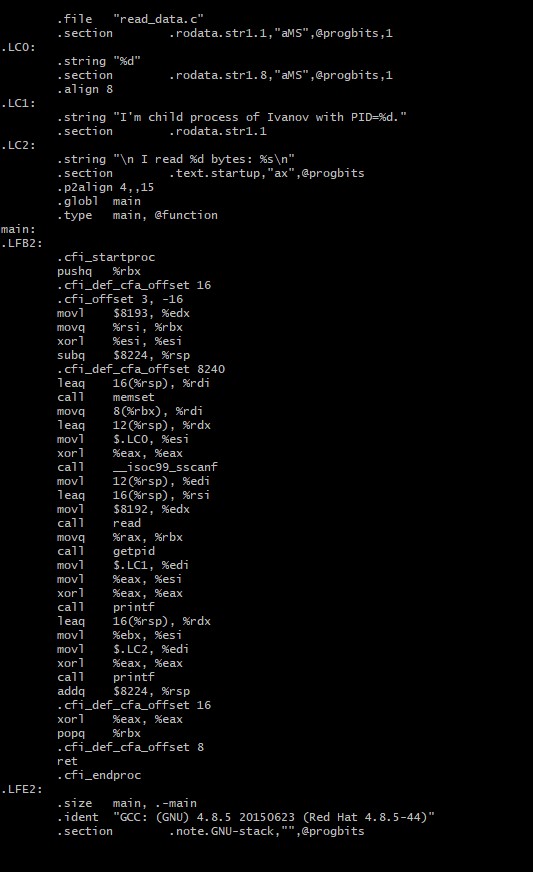 .file "read_data.c"
.section .rodata.str1.1,"aMS",@progbits,1
.LC0:
.string "%d"
.section .rodata.str1.8,"aMS",@progbits,1
.align 8
.LC1:
.string "I'm child process of Ivanov with PID=%d."
.section .rodata.str1.1
.LC2:
.string "\n I read %d bytes: %s\n"
.section .text.startup,"ax",@progbits
.p2align 4,,15
.globl main
.type main, @function
main:
.LFB2:
.cfi_startproc
pushq %rbx
.cfi_def_cfa_offset 16
.cfi_offset 3, -16
movl $8193, %edx
movq %rsi, %rbx
xorl %esi, %esi
subq $8224, %rsp
.cfi_def_cfa_offset 8240
leaq 16(%rsp), %rdi
call memset
movq 8(%rbx), %rdi
leaq 12(%rsp), %rdx
movl $.LC0, %esi
xorl %eax, %eax
call __isoc99_sscanf
movl 12(%rsp), %edi
leaq 16(%rsp), %rsi
movl $8192, %edx
call read
movq %rax, %rbx
call getpid
movl $.LC1, %edi
movl %eax, %esi
xorl %eax, %eax
call printf
leaq 16(%rsp), %rdx
movl %ebx, %esi
movl $.LC2, %edi
xorl %eax, %eax
call printf
addq $8224, %rsp
.cfi_def_cfa_offset 16
xorl %eax, %eax
popq %rbx
.cfi_def_cfa_offset 8
ret
.cfi_endproc
.LFE2:
.size main, .-main
.ident "GCC: (GNU) 4.8.5 20150623 (Red Hat 4.8.5-44)"
.section .note.GNU-stack,"",@progbits